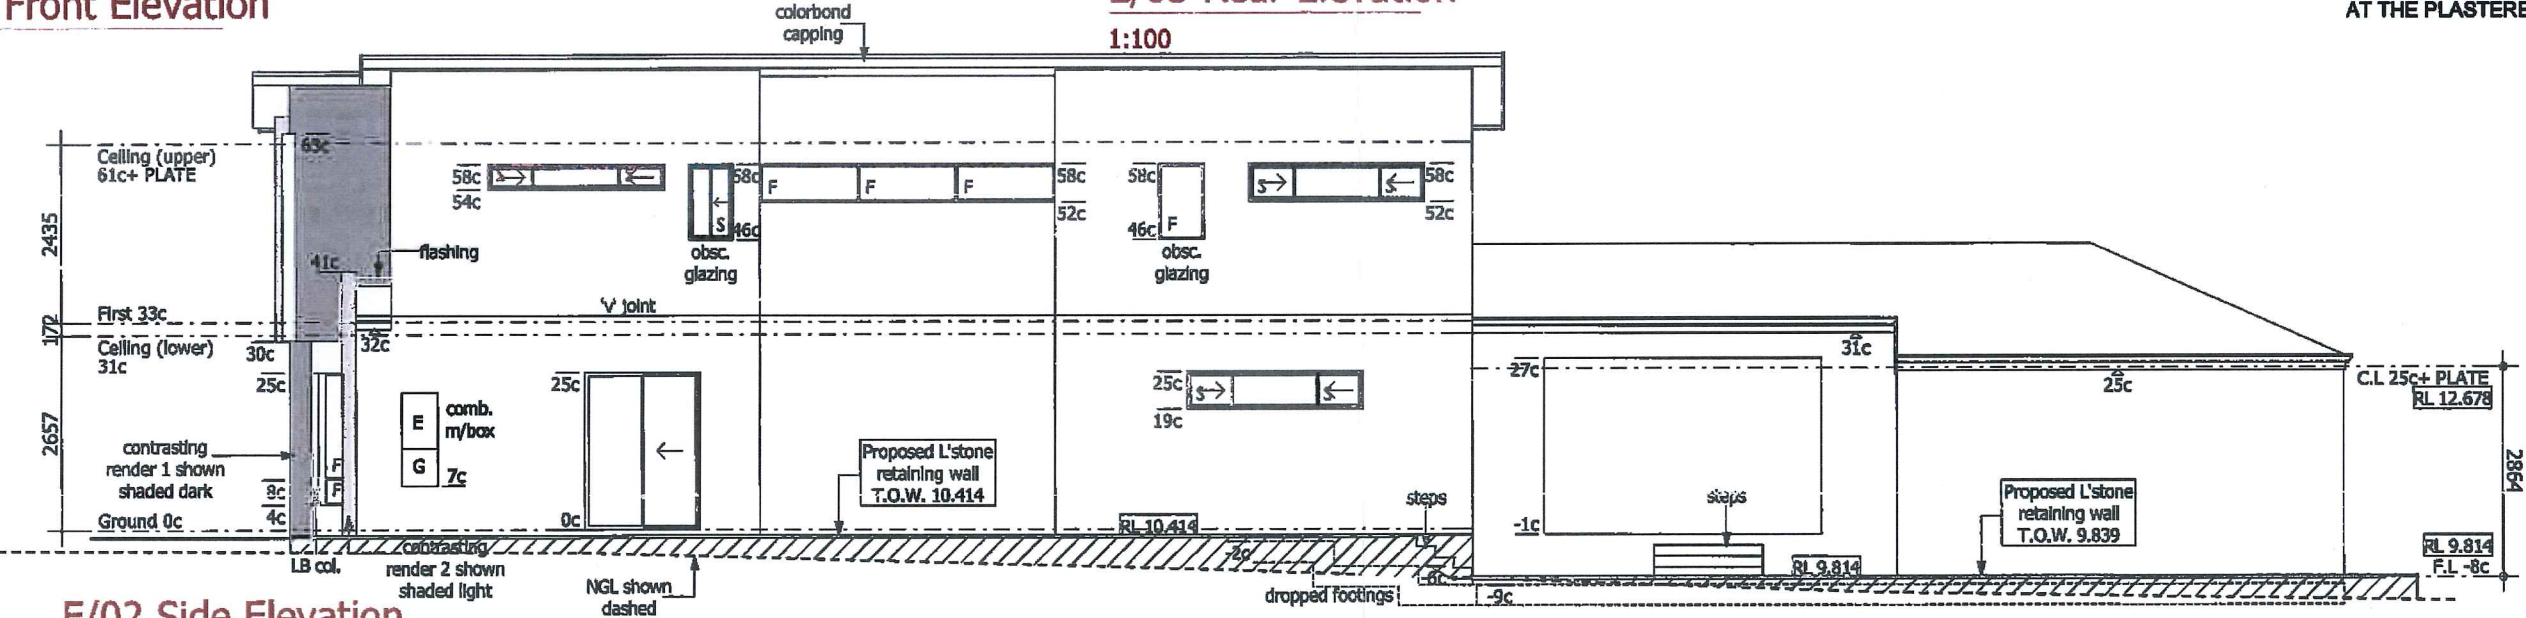 Front Elevation
1:100
AT THE PLASTERE
colorbond
capping
63c
Ceiling (upper)
61c+ PLATE
2435
58c
54c
58c
46c
S
obsc.
glazing
F
F
F
58c
52c
58c
46c
F
obsc.
glazing
S
S
58c
52c
41c
flashing
'V' joint
First 33c
172
Ceiling (lower)
31c
30c
32c
25c
2657
E
G
comb.
m/box
7c
25c
0c
contrasting
render 1 shown
shaded dark
F
F
8c
4c
Ground 0c
Proposed L'stone
retaining wall
T.O.W. 10.414
25c
19c
S
S
RL 10.414
steps
27c
-1c
31c
steps
RL 9.814
25c
Proposed L'stone
retaining wall
T.O.W. 9.839
C.L 25c+ PLATE
RL 12.678
2864
RL 9.814
F.L -8c
LB col.
contrasting
render 2 shown
shaded light
NGL shown
dashed
-2c
-6c
dropped footings
-9c
E/02 Side Elevation